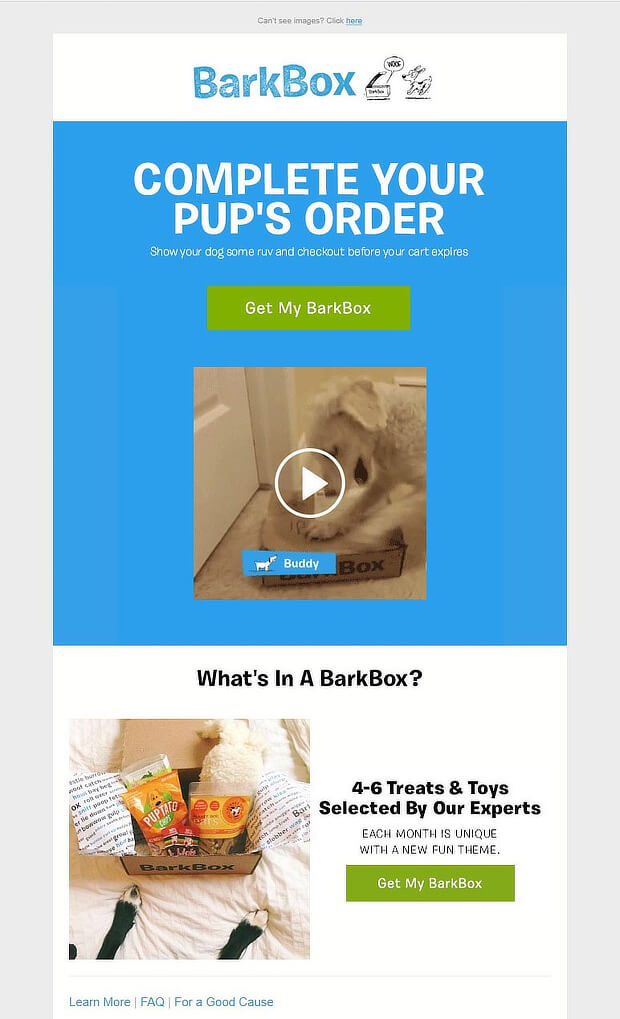 Can't see images? Click here
BarkBox
WOOF
BarkBox
COMPLETE YOUR
PUP'S ORDER
Show your dog some ruv and checkout before your cart expires
Get My BarkBox
Buddy
BarkBox
What's In A BarkBox?
PUPTATO
BarkBox
4-6 Treats & Toys
Selected By Our Experts
EACH MONTH IS UNIQUE
WITH A NEW FUN THEME.
Get My BarkBox
Learn More | FAQ | For a Good Cause